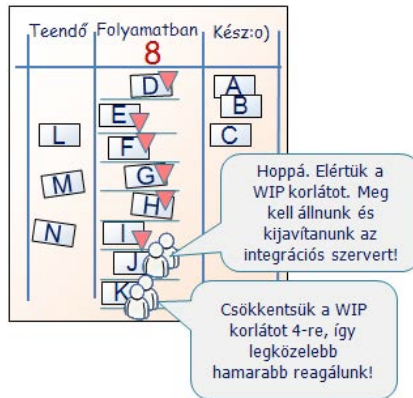 Teendő Folyamatban Kész:o)
8
D
E
F
G
H
I
J
K
L
M
N
A
B
C
Hoppá. Elértük a
WIP korlátot. Meg
kell állnunk és
kijavítanunk az
integrációs szervert!
Csökkentsük a WIP
korlátot 4-re, így
legközelebb
hamarabb reagálunk!